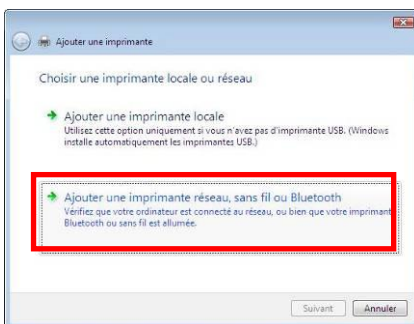 Ajouter une imprimante
Choisir une imprimante locale ou réseau
Ajouter une imprimante locale
Utilisez cette option uniquement si vous n'avez pas d'imprimante USB. (Windows
installe automatiquement les imprimantes USB.)
Ajouter une imprimante réseau, sans fil ou Bluetooth
Vérifiez que votre ordinateur est connecté au réseau, ou bien que votre imprimant
Bluetooth ou sans fil est allumée.
Suivant
Annuler